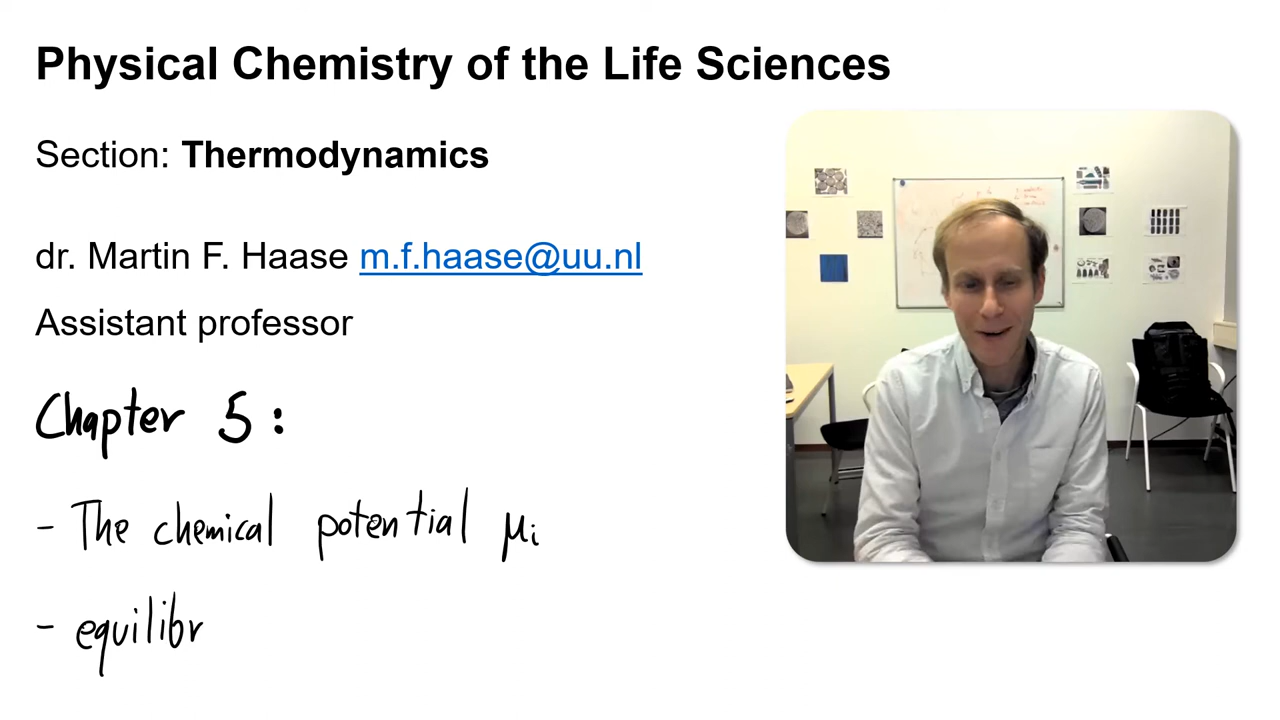 Physical Chemistry of the Life Sciences
Section: Thermodynamics
dr. Martin F. Haase m.f.haase@uu.nl
Assistant professor
Chapter 5:
- The chemical potential μi
- equilibr